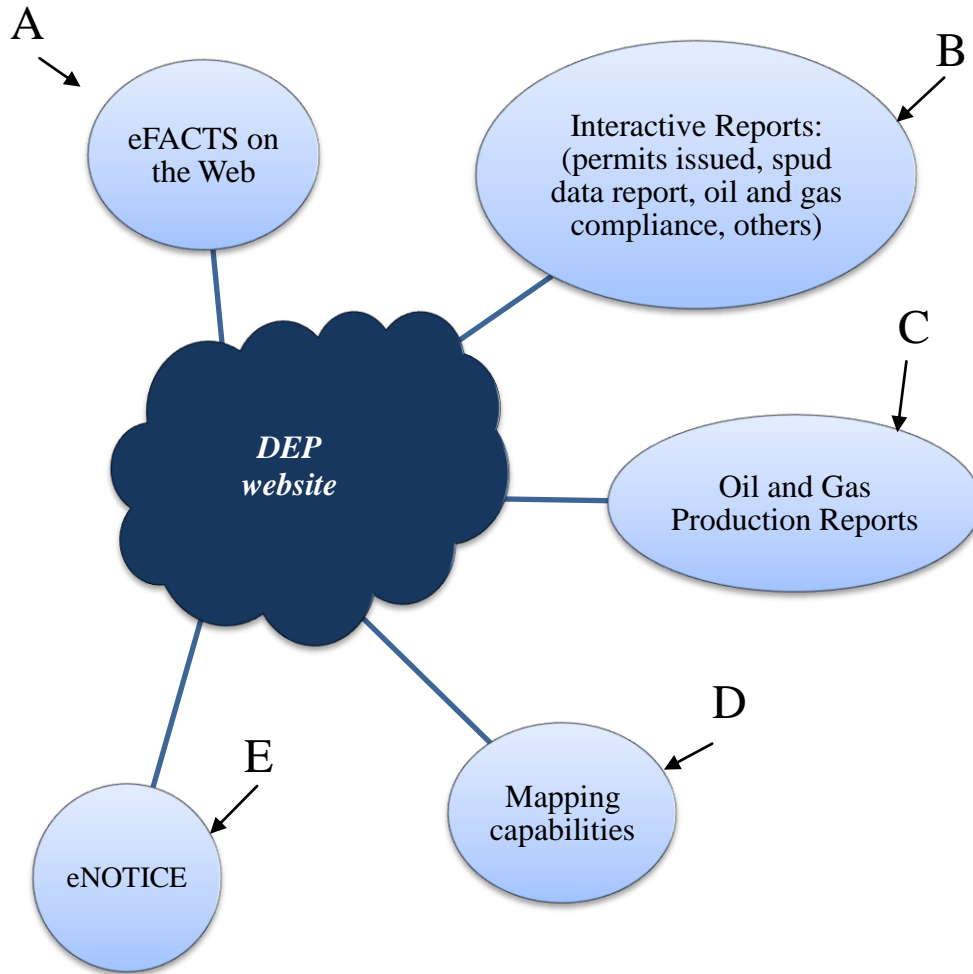 A
eFACTS on
the Web
B
Interactive Reports:
(permits issued, spud
data report, oil and gas
compliance, others)
C
DEP
website
Oil and Gas
Production Reports
D
Mapping
capabilities
E
eNOTICE